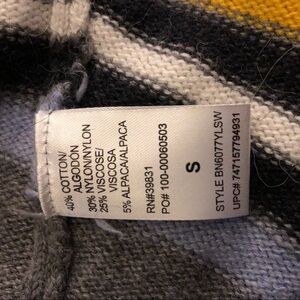 40% COTTON/
ALGODON
30% NYLON/NYLON
25% VISCOSE/
VISCOSA
5% ALPACA/ALPACA
RN#39831
PO# 100-00060503
S
STYLE BN6077YLSW
UPC# 747157794931